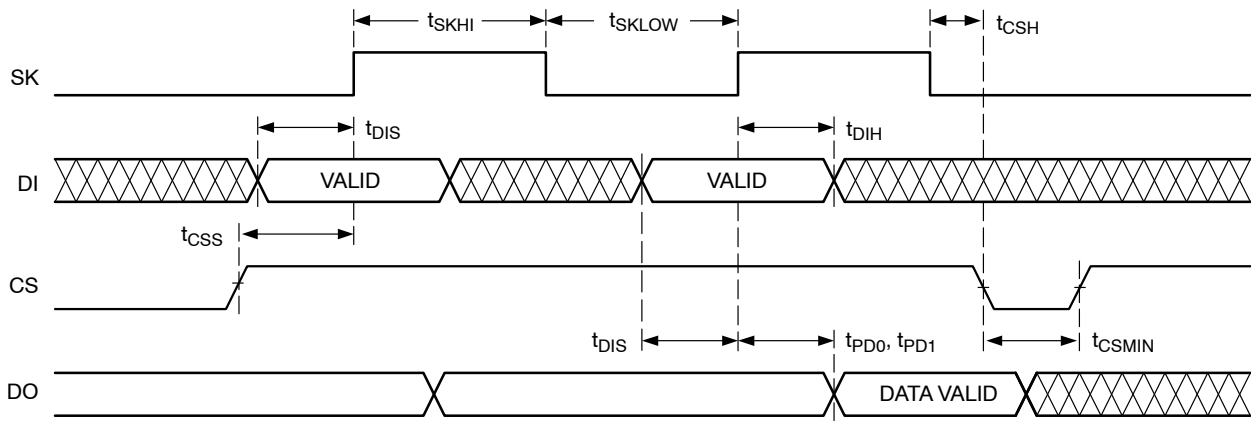 tSKHI
tSKLOW
tCSH
SK
tDIS
tDIH
DI
VALID
VALID
tCSS
CS
tDIS
tPD0, tPD1
tCSMIN
DO
DATA VALID